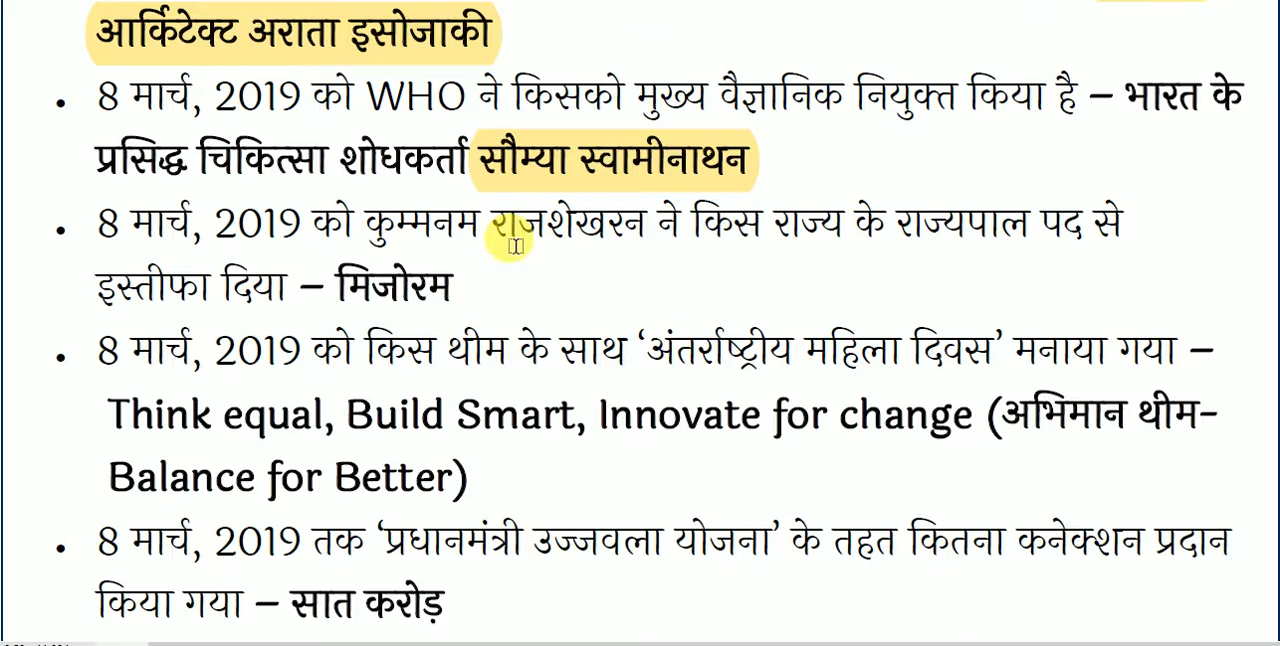 आर्किटेक्ट अराता इसोजाकी
• 8 मार्च, 2019 को WHO ने किसको मुख्य वैज्ञानिक नियुक्त किया है – भारत के
प्रसिद्ध चिकित्सा शोधकर्ता सौम्या स्वामीनाथन
• 8 मार्च, 2019 को कुम्मनम राजशेखरन ने किस राज्य के राज्यपाल पद से
इस्तीफा दिया – मिजोरम
• 8 मार्च, 2019 को किस थीम के साथ ‘अंतर्राष्ट्रीय महिला दिवस’ मनाया गया –
Think equal, Build Smart, Innovate for change (अभिमान थीम-
Balance for Better)
• 8 मार्च, 2019 तक ‘प्रधानमंत्री उज्जवला योजना’ के तहत कितना कनेक्शन प्रदान
किया गया – सात करोड़